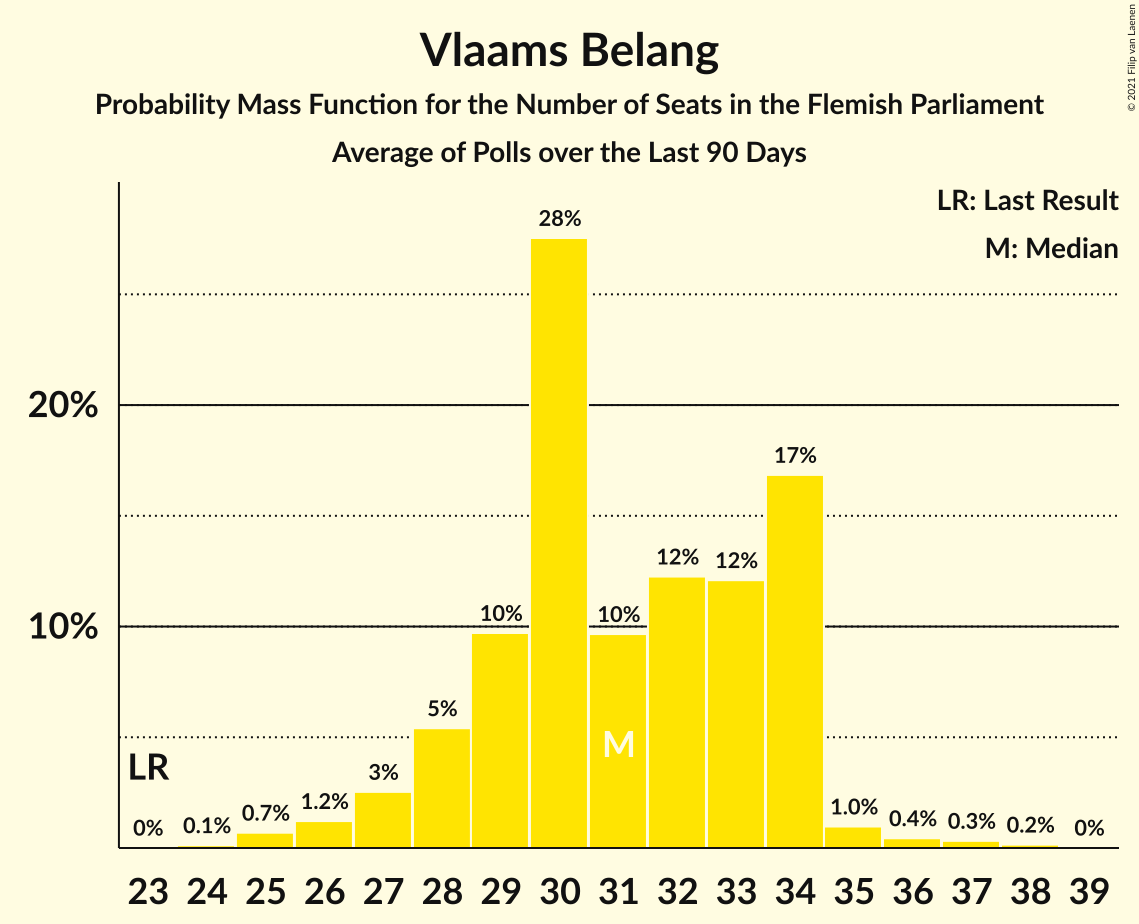 Vlaams Belang
Probability Mass Function for the Number of Seats in the Flemish Parliament
Average of Polls over the Last 90 Days
© 2021 Filip van Laenen
LR: Last Result
M: Median
28%
20%
17%
12%
12%
10%
10%
10%
5%
M
LR
3%
0%
0.1%
0.7%
1.2%
1.0%
0.4%
0.3%
0.2%
0%
23 24 25 26 27 28 29 30 31 32 33 34 35 36 37 38 39